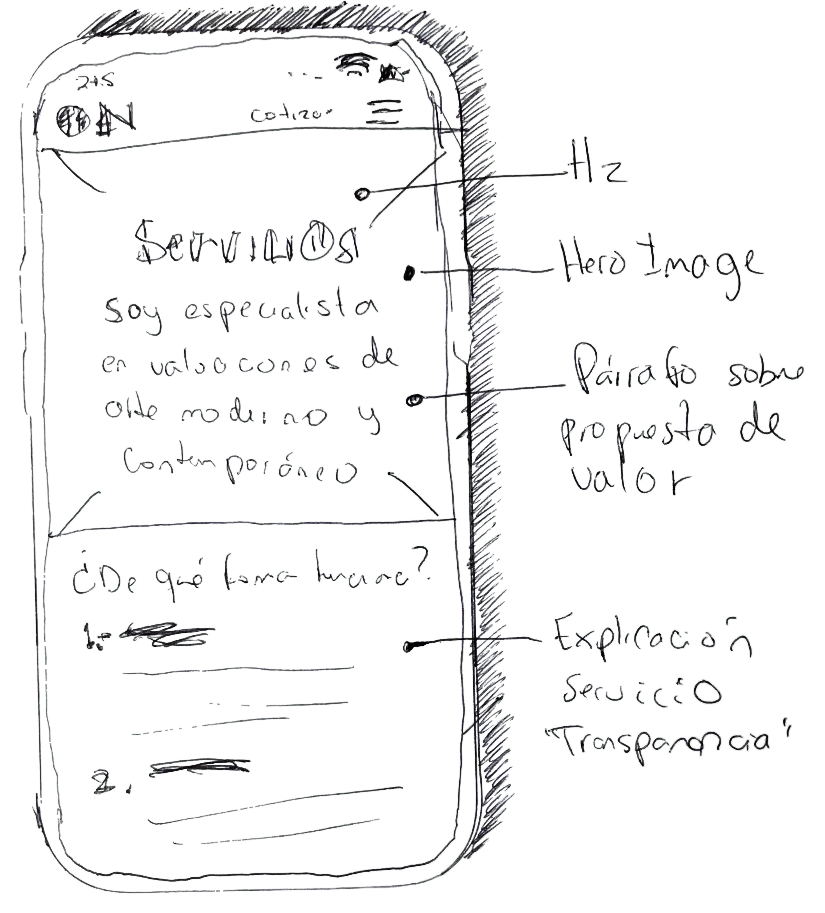 2+5
ON
Cotizar
H2
Servicios
Hero Image
Soy especialista
en valoaciones de
arte moderno y
contemporáneo
Párrafo sobre
propuesta de
valor
¿De qué forma funciona?
1.-
Explicación
Servicio
"Transparencia"
2.